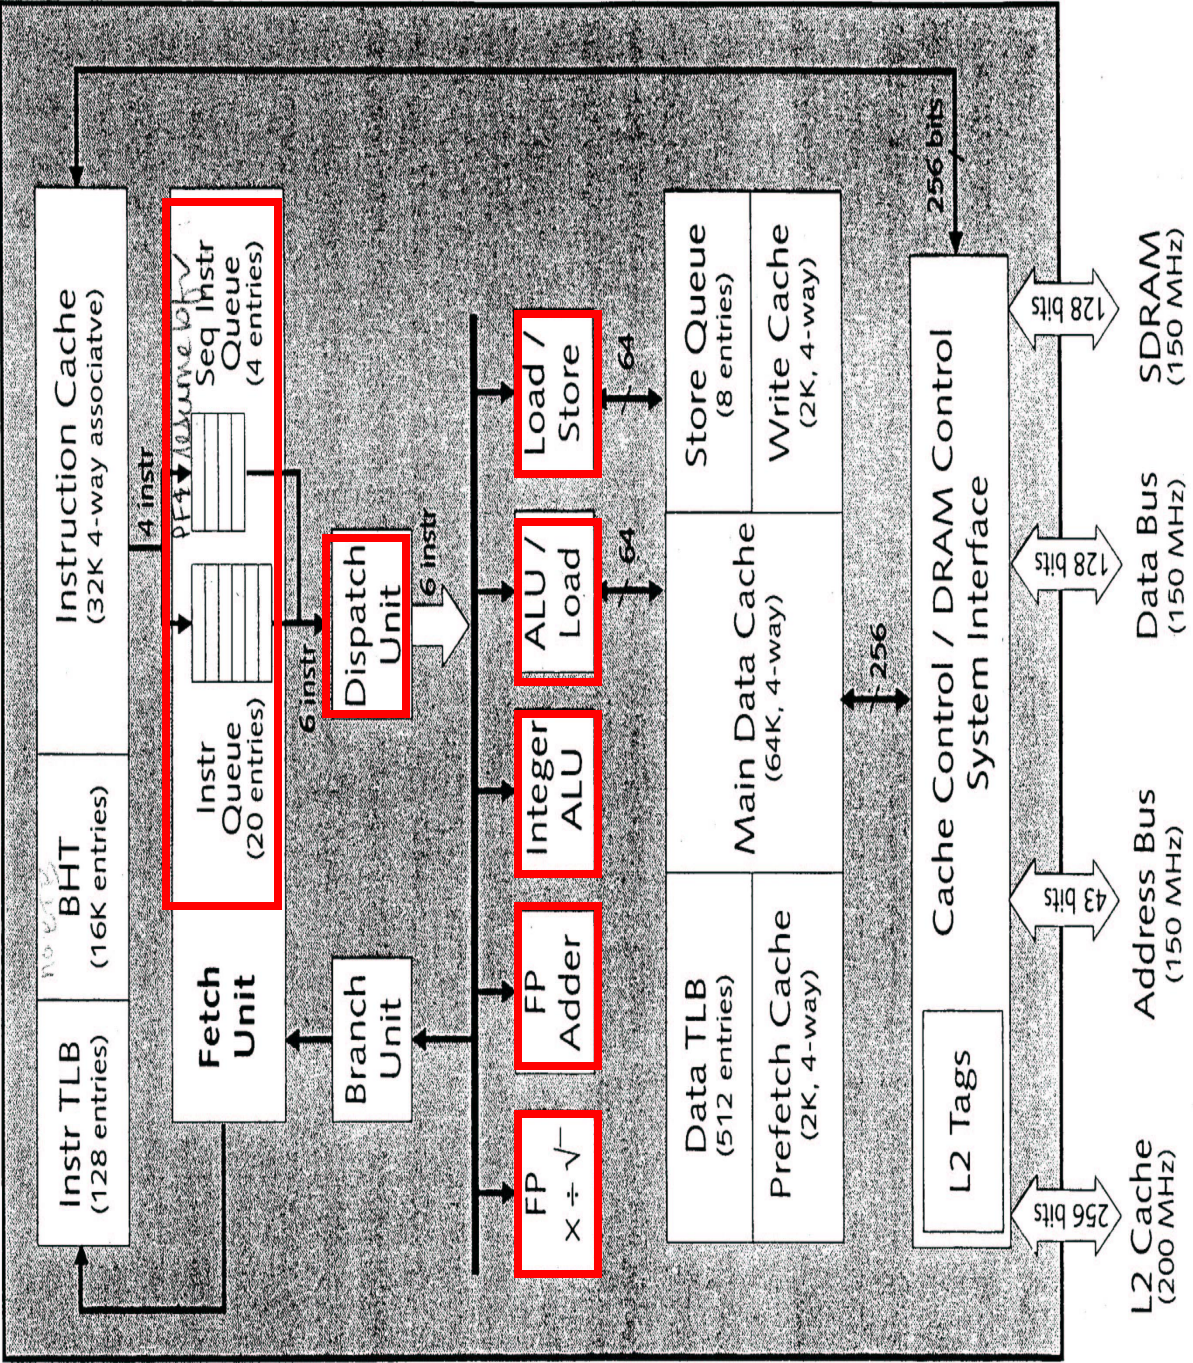 Instr TLB
(128 entries)
BHT
(16K entries)
Instruction Cache
(32K 4-way associatve)
4 instr
256 bits
Fetch
Unit
Instr
Queue
(20 entries)
Seq Instr
Queue
(4 entries)
6 instr
Branch
Unit
Dispatch
Unit
6 instr
FP
× ÷ √
FP
Adder
Integer
ALU
ALU /
Load
Load /
Store
64
64
Data TLB
(512 entries)
Prefetch Cache
(2K, 4-way)
Main Data Cache
(64K, 4-way)
Store Queue
(8 entries)
Write Cache
(2K, 4-way)
256
L2 Tags
Cache Control / DRAM Control
System Interface
256 bits
43 bits
128 bits
128 bits
L2 Cache
(200 MHz)
Address Bus
(150 MHz)
Data Bus
(150 MHz)
SDRAM
(150 MHz)